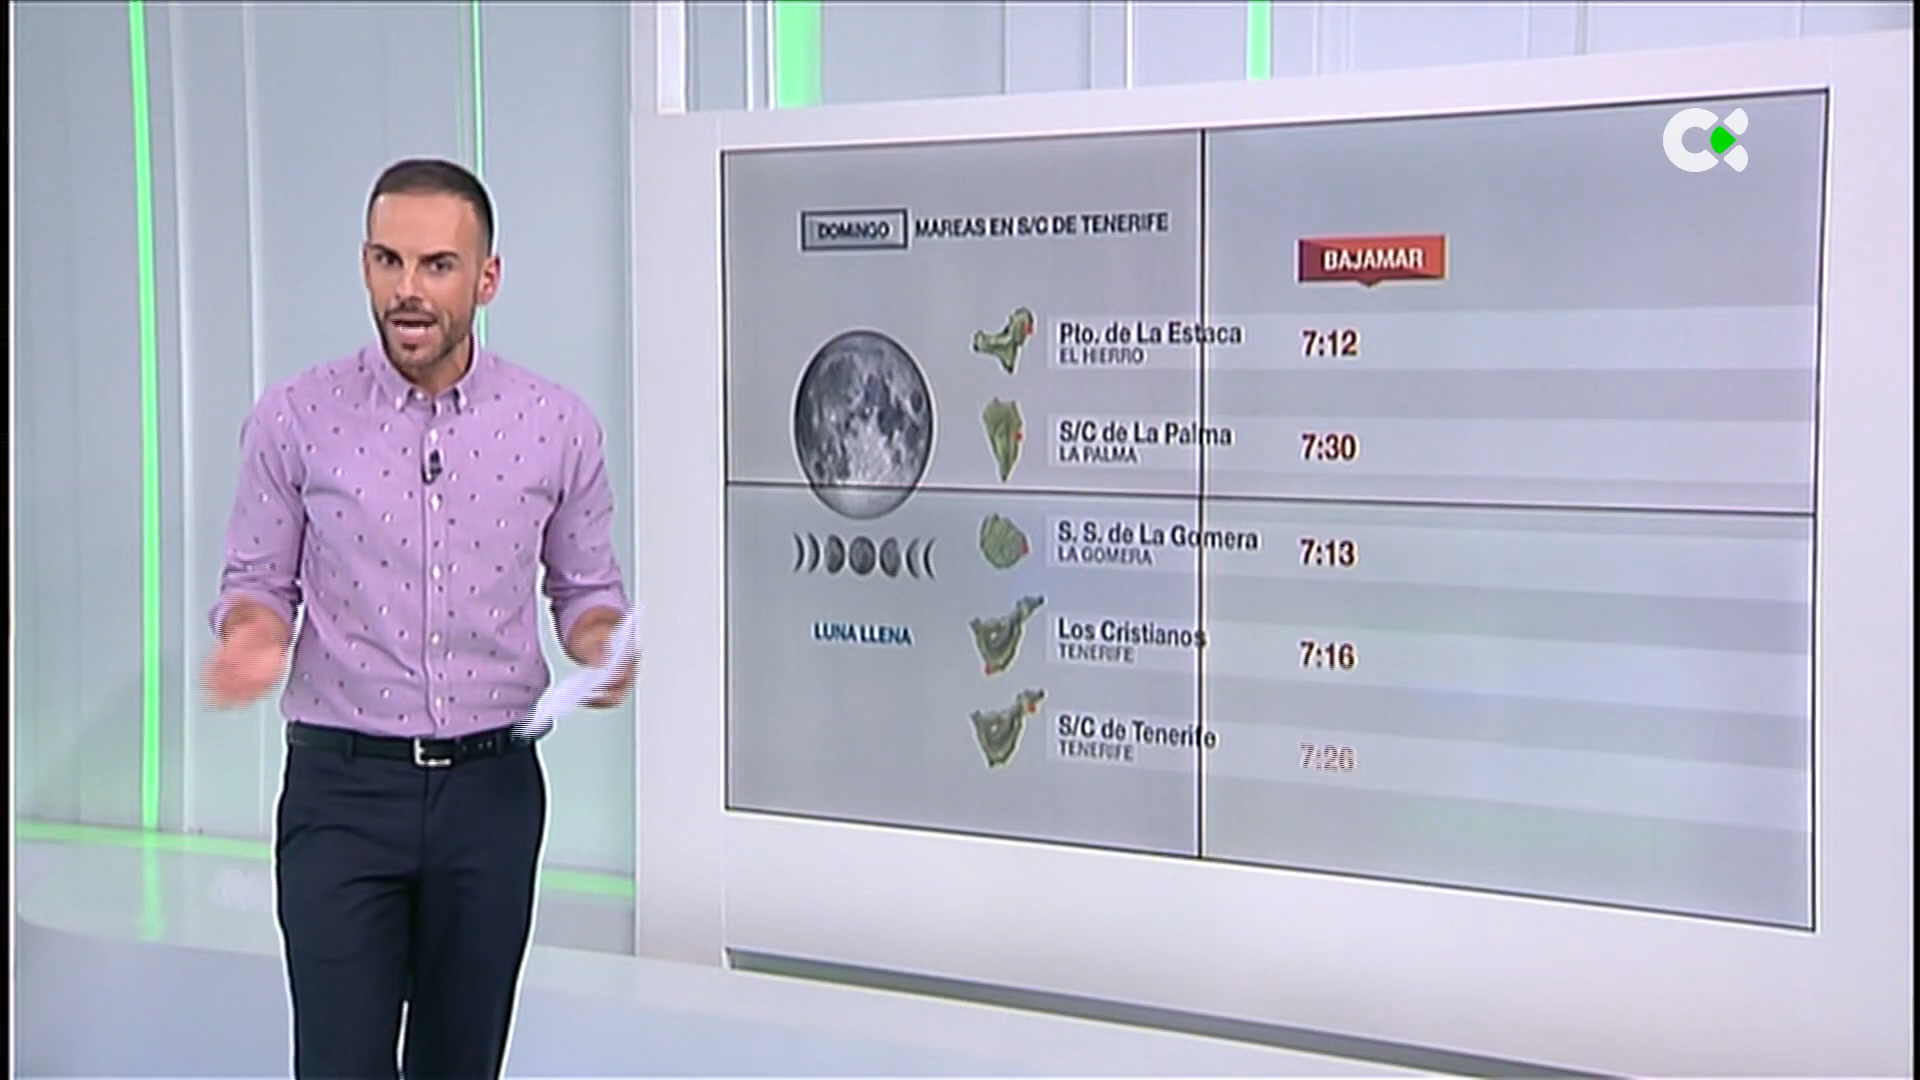 DOMINGO MAREAS EN S/C DE TENERIFE
BAJAMAR
Pto. de La Estaca 7:12
EL HIERRO
S/C de La Palma 7:30
LA PALMA
S. S. de La Gomera 7:13
LA GOMERA
LUNA LLENA
Los Cristianos 7:16
TENERIFE
S/C de Tenerife 7:26
TENERIFE